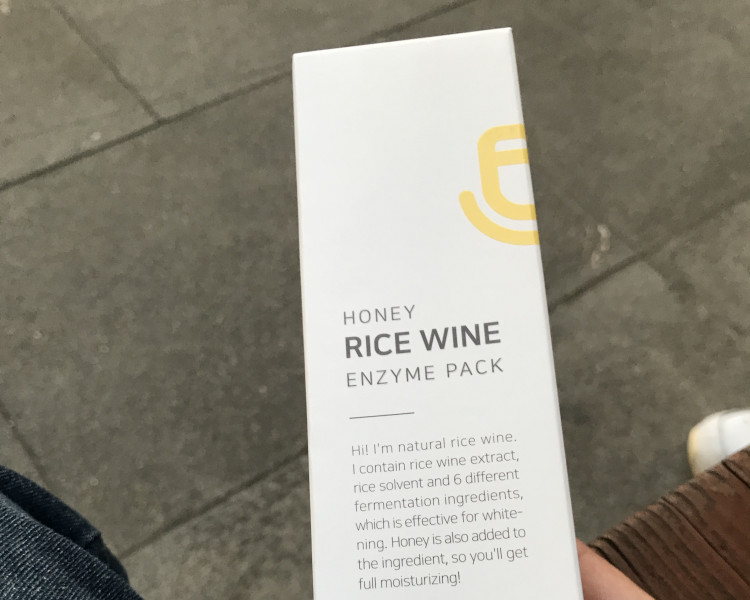 HONEY
RICE WINE
ENZYME PACK
Hi! I'm natural rice wine.
I contain rice wine extract,
rice solvent and 6 different
fermentation ingredients,
which is effective for white-
ning. Honey is also added to
the ingredient, so you'll get
full moisturizing!